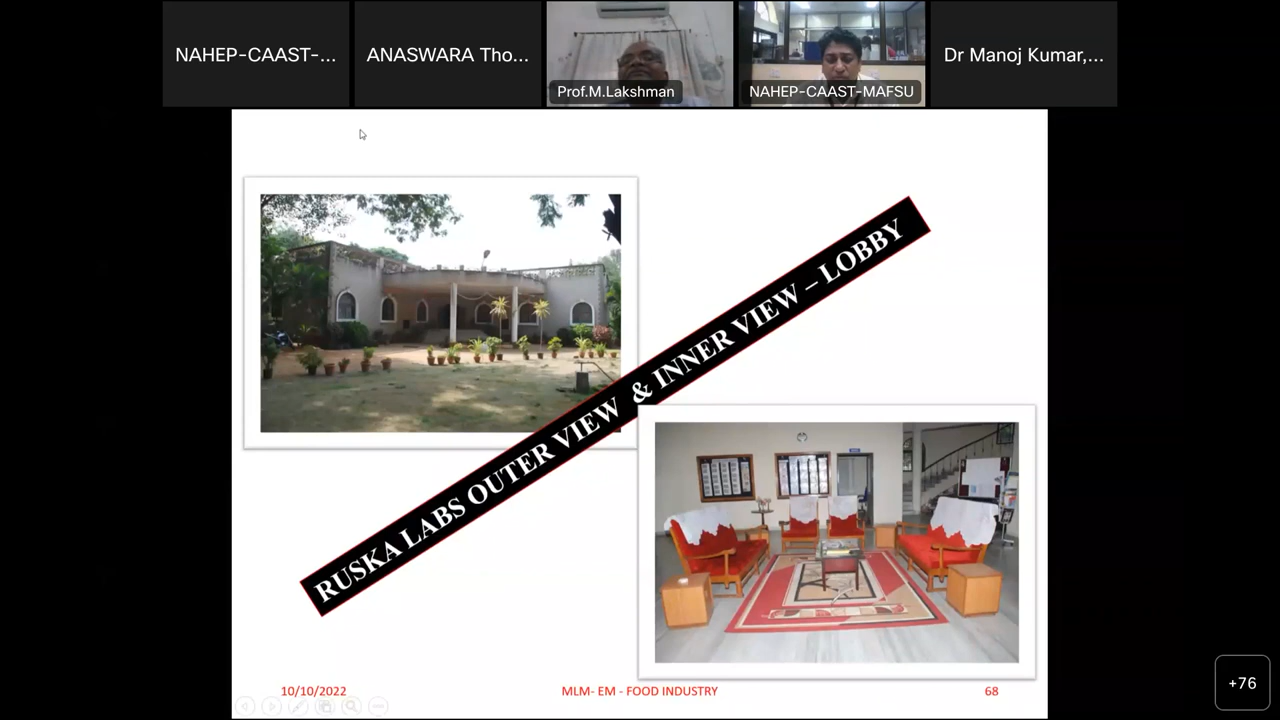 NAHEP-CAAST-...
ANASWARA Tho...
Prof.M.Lakshman
NAHEP-CAAST-MAFSU
Dr Manoj Kumar,...
RUSKA LABS OUTER VIEW & INNER VIEW – LOBBY
10/10/2022
MLM- EM - FOOD INDUSTRY
68
+76